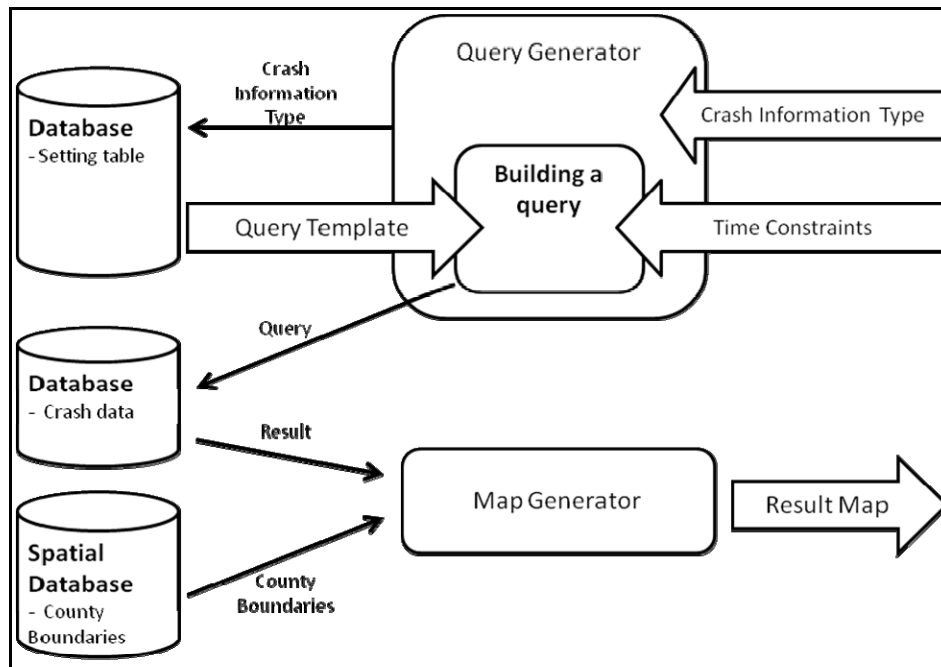 Query Generator
Crash
Information
Type
Crash Information Type
Database
- Setting table
Building a
query
Query Template
Time Constraints
Query
Database
- Crash data
Result
Map Generator
Result Map
Spatial
Database
- County
Boundaries
County
Boundaries